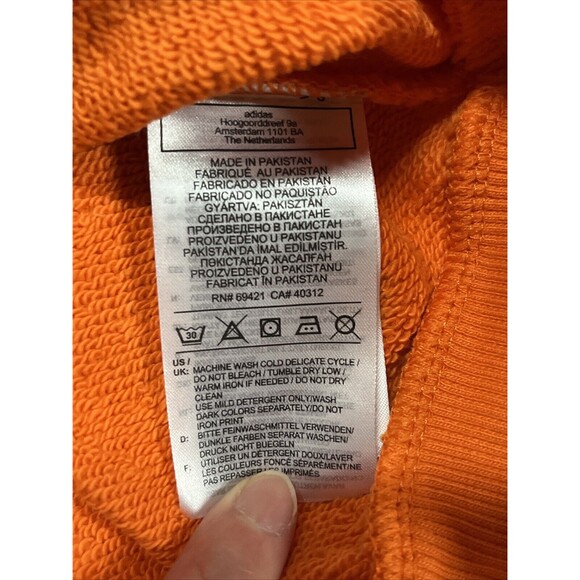 adidas
Hoogoorddreef 9a
Amsterdam 1101 BA
The Netherlands
MADE IN PAKISTAN
FABRIQUÉ AU PAKISTAN
FABRICADO EN PAKISTÁN
FABRICADO NO PAQUISTÃO
GYÁRTVA: PAKISZTÁN
СДЕЛАНО В ПАКИСТАНЕ
ПРОИЗВЕДЕНО В ПАКИСТАН
PROIZVEDENO U PAKISTANU
PAKİSTAN'DA İMAL EDİLMİŞTİR.
ПӘКІСТАНДА ЖАСАЛҒАН
PROIZVEDENO U PAKISTANU
FABRICAT ÎN PAKISTAN
RN# 69421 CA# 40312
30
US / UK: MACHINE WASH COLD DELICATE CYCLE /
DO NOT BLEACH / TUMBLE DRY LOW /
WARM IRON IF NEEDED / DO NOT DRY
CLEAN
USE MILD DETERGENT ONLY/WASH
DARK COLORS SEPARATELY/DO NOT
IRON PRINT
D: BITTE FEINWASCHMITTEL VERWENDEN/
DUNKLE FARBEN SEPARAT WASCHEN/
DRUCK NICHT BUEGELN
F: UTILISER UN DÉTERGENT DOUX/LAVER
LES COULEURS FONCÉ SÉPARÉMENT/NE
PAS REPASSER LES IMPRIMÉS